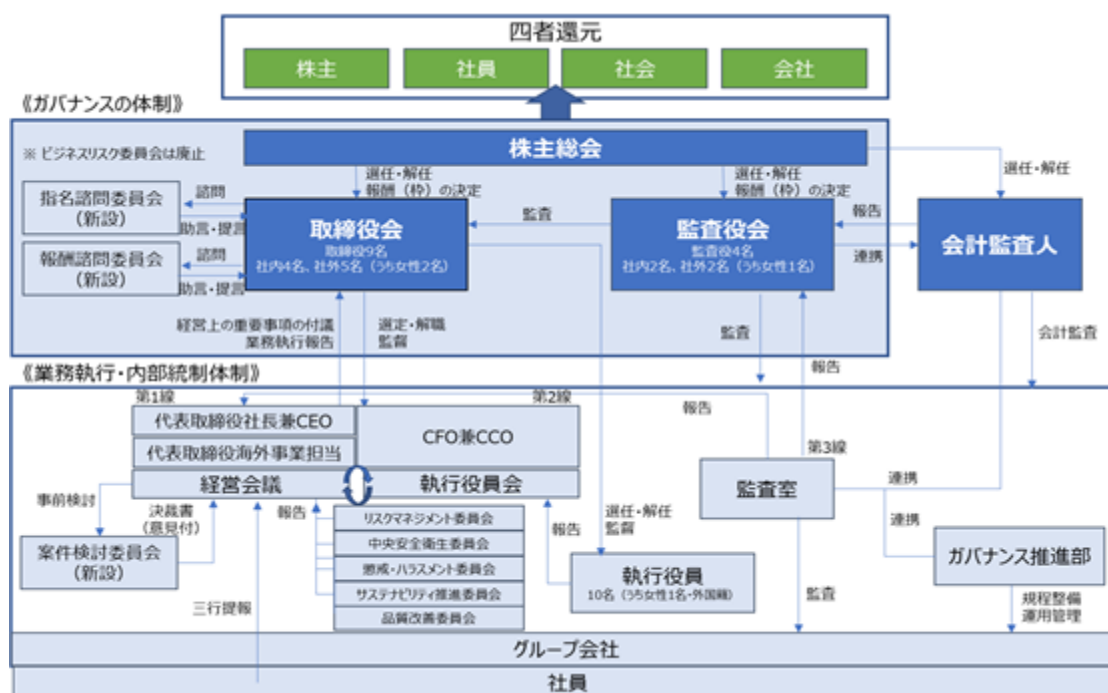 四者還元
株主
社員
社会
会社
《ガバナンスの体制》
※ ビジネスリスク委員会は廃止
株主総会
選任・解任
報酬（枠）の決定
選任・解任
報酬（枠）の決定
選任・解任
指名諮問委員会
（新設）
諮問
助言・提言
報酬諮問委員会
（新設）
諮問
助言・提言
取締役会
取締役9名
社内4名、社外5名（うち女性2名）
監査
監査役会
監査役4名
社内2名、社外2名（うち女性1名）
報告
連携
会計監査人
経営上の重要事項の付議
業務執行報告
選定・解職
監督
監査
報告
会計監査
《業務執行・内部統制体制》
第1線
第2線
報告
第3線
代表取締役社長兼CEO
代表取締役海外事業担当
CFO兼CCO
経営会議
執行役員会
監査室
連携
連携
事前検討
決裁書
（意見付）
報告
案件検討委員会
（新設）
リスクマネジメント委員会
中央安全衛生委員会
懲戒・ハラスメント委員会
サステナビリティ推進委員会
品質改善委員会
報告
選任・解任
監督
執行役員
10名（うち女性1名・外国籍）
監査
ガバナンス推進部
規程整備
運用管理
三行提報
グループ会社
社員